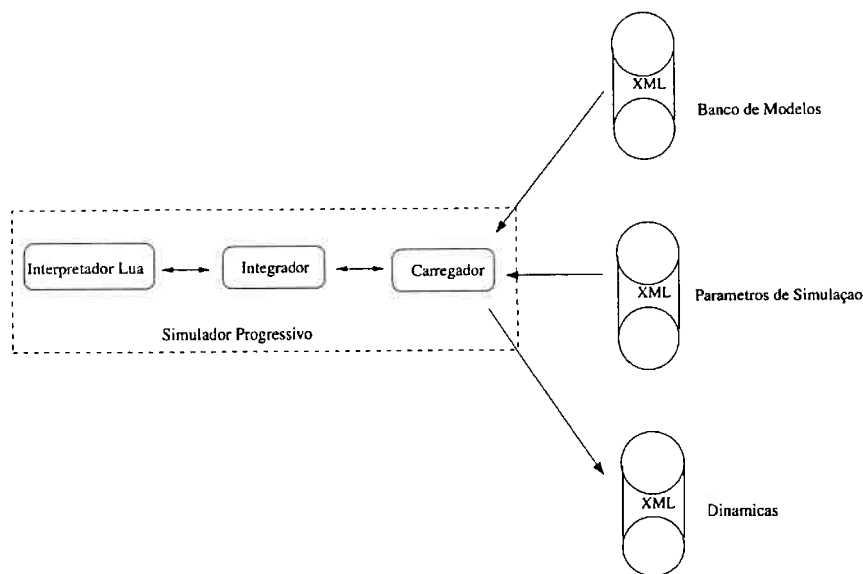 XML
Banco de Modelos
Interpretador Lua
Integrador
Carregador
XML
Parametros de Simulaçao
Simulador Progressivo
XML
Dinamicas